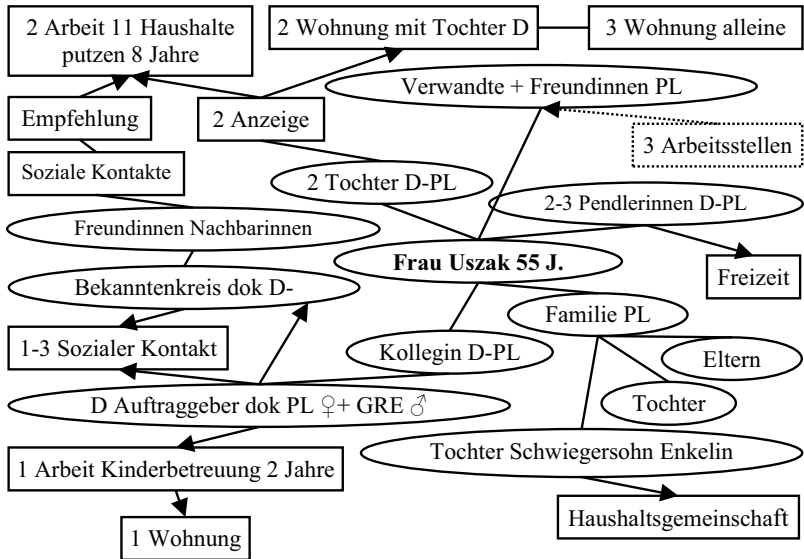 2 Arbeit 11 Haushalte
putzen 8 Jahre
2 Wohnung mit Tochter D
3 Wohnung alleine
Verwandte + Freundinnen PL
Empfehlung
2 Anzeige
3 Arbeitsstellen
Soziale Kontakte
2 Tochter D-PL
2-3 Pendlerinnen D-PL
Freundinnen Nachbarinnen
Frau Uszak 55 J.
Freizeit
Bekanntenkreis dok D-
Familie PL
1-3 Sozialer Kontakt
Kollegin D-PL
Eltern
Tochter
D Auftraggeber dok PL ♀+ GRE ♂
Tochter Schwiegersohn Enkelin
1 Arbeit Kinderbetreuung 2 Jahre
Haushaltsgemeinschaft
1 Wohnung